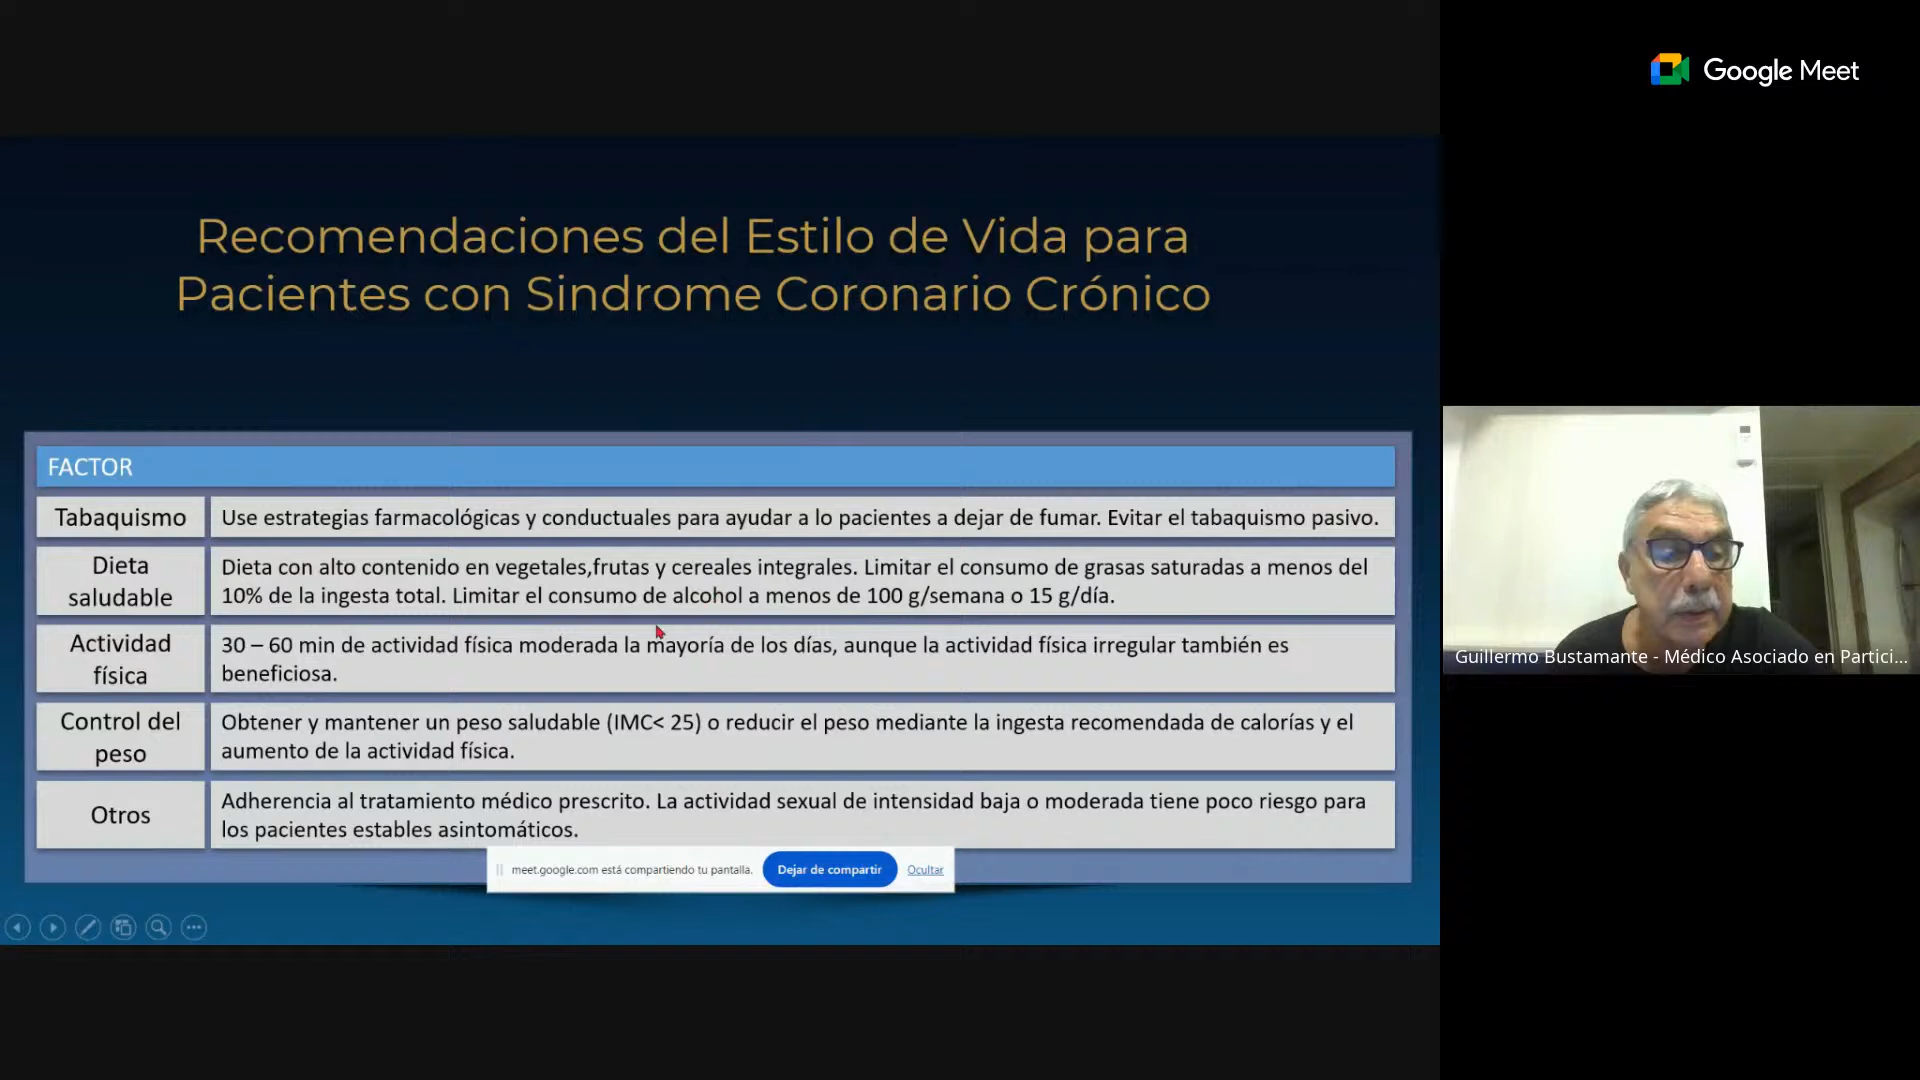 Google Meet
Recomendaciones del Estilo de Vida para
Pacientes con Sindrome Coronario Crónico
FACTOR
Tabaquismo
Use estrategias farmacológicas y conductuales para ayudar a lo pacientes a dejar de fumar. Evitar el tabaquismo pasivo.
Dieta
saludable
Dieta con alto contenido en vegetales,frutas y cereales integrales. Limitar el consumo de grasas saturadas a menos del
10% de la ingesta total. Limitar el consumo de alcohol a menos de 100 g/semana o 15 g/día.
Actividad
física
30 – 60 min de actividad física moderada la mayoría de los días, aunque la actividad física irregular también es
beneficiosa.
Control del
peso
Obtener y mantener un peso saludable (IMC< 25) o reducir el peso mediante la ingesta recomendada de calorías y el
aumento de la actividad física.
Otros
Adherencia al tratamiento médico prescrito. La actividad sexual de intensidad baja o moderada tiene poco riesgo para
los pacientes estables asintomáticos.
meet.google.com está compartiendo tu pantalla.
Dejar de compartir
Ocultar
Guillermo Bustamante - Médico Asociado en Partici...